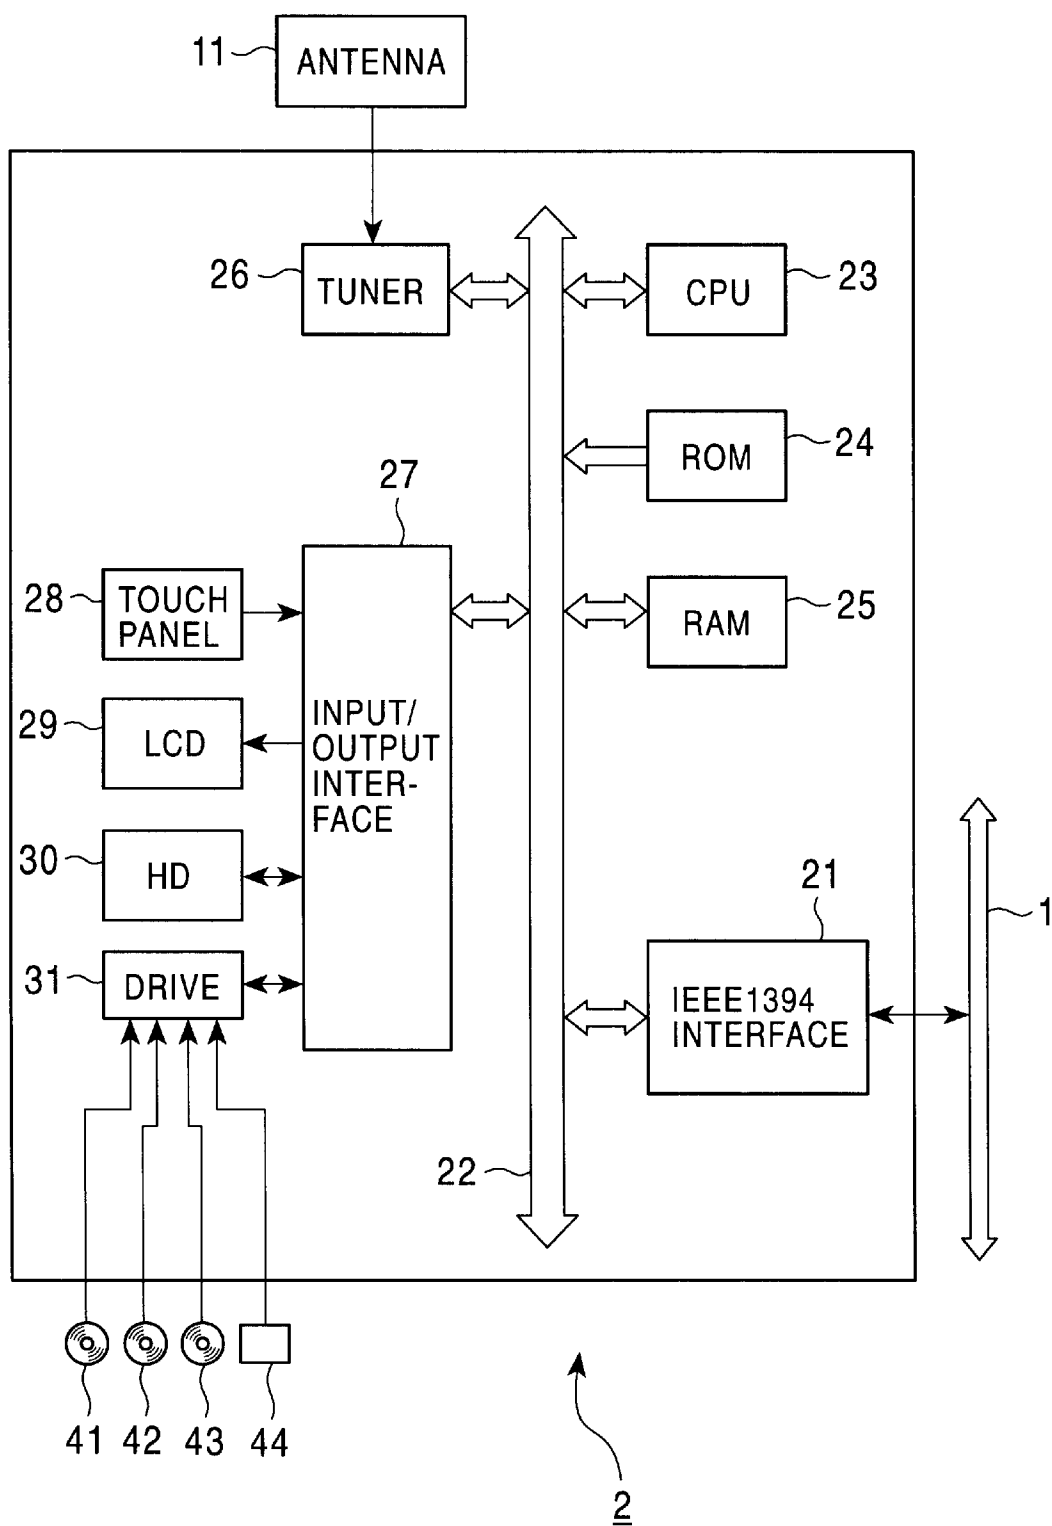 11
ANTENNA
26
TUNER
CPU
23
ROM
24
27
28
TOUCH
PANEL
RAM
25
29
LCD
INPUT/
OUTPUT
INTER-
FACE
30
HD
21
1
31
DRIVE
IEEE1394
INTERFACE
22
41
42
43
44
2